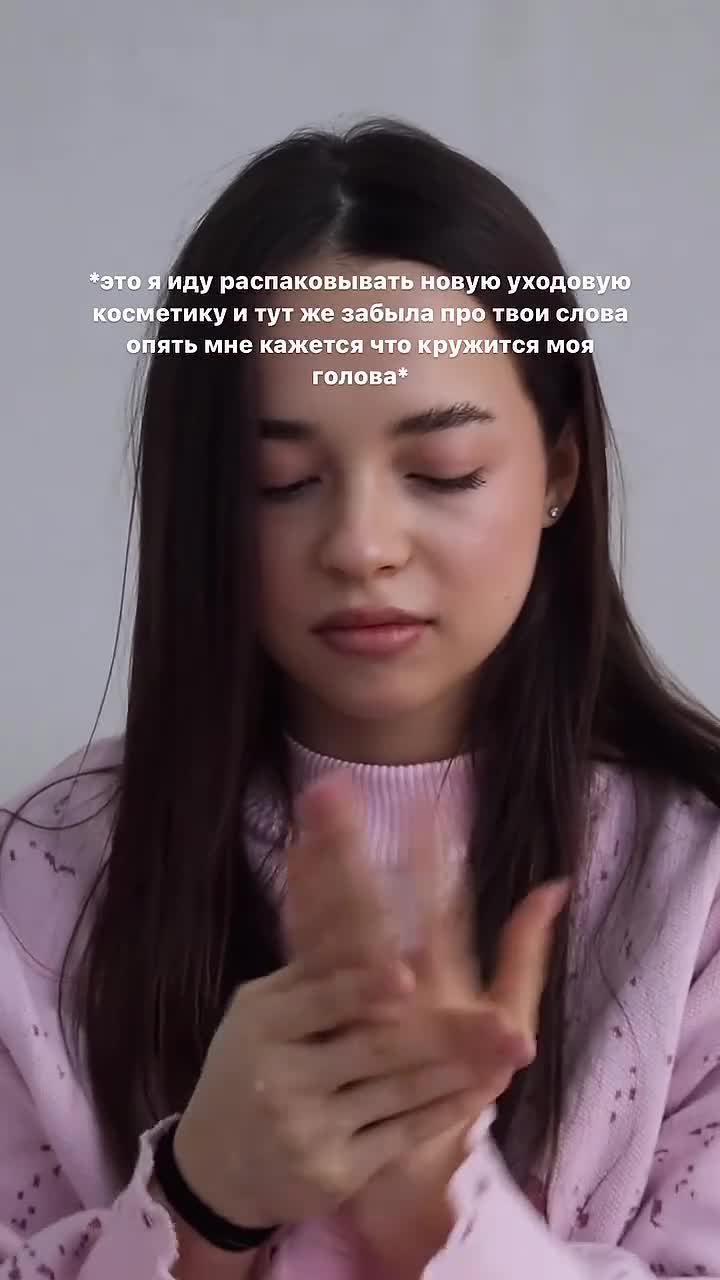 *это я иду распаковывать новую уходовую
косметику и тут же забыла про твои слова
опять мне кажется что кружится моя
голова*